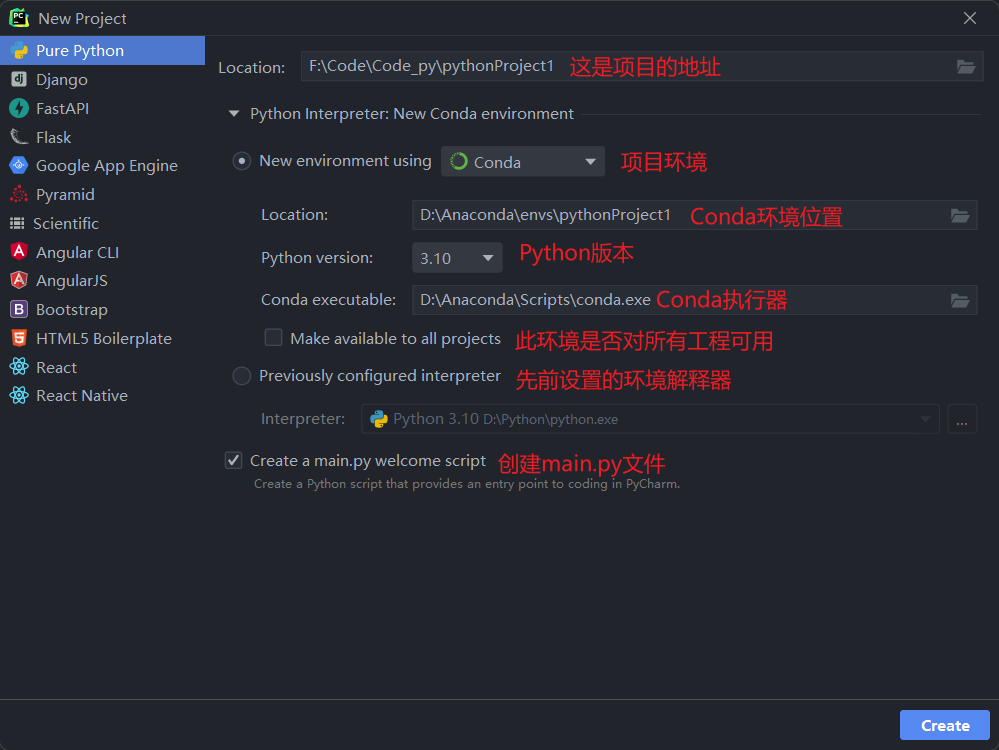 New Project
Pure Python
Django
FastAPI
Flask
Google App Engine
Pyramid
Scientific
Angular CLI
AngularJS
Bootstrap
HTML5 Boilerplate
React
React Native
Location: F:\Code\Code_py\pythonProject1 这是项目的地址
Python Interpreter: New Conda environment
New environment using Conda 项目环境
Location: D:\Anaconda\envs\pythonProject1 Conda环境位置
Python version: 3.10 Python版本
Conda executable: D:\Anaconda\Scripts\conda.exe Conda执行器
Make available to all projects 此环境是否对所有工程可用
Previously configured interpreter 先前设置的环境解释器
Interpreter: Python 3.10 D:\Python\python.exe ...
Create a main.py welcome script 创建main.py文件
Create a Python script that provides an entry point to coding in PyCharm.
Create